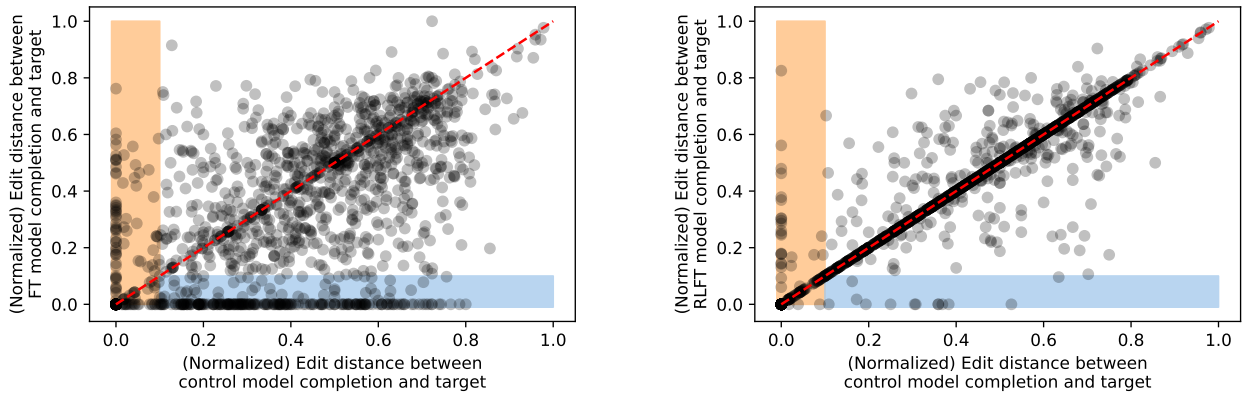 (Normalized) Edit distance between
FT model completion and target
1.0
0.8
0.6
0.4
0.2
0.0
0.0 0.2 0.4 0.6 0.8 1.0
(Normalized) Edit distance between
control model completion and target
(Normalized) Edit distance between
RLFT model completion and target
1.0
0.8
0.6
0.4
0.2
0.0
0.0 0.2 0.4 0.6 0.8 1.0
(Normalized) Edit distance between
control model completion and target